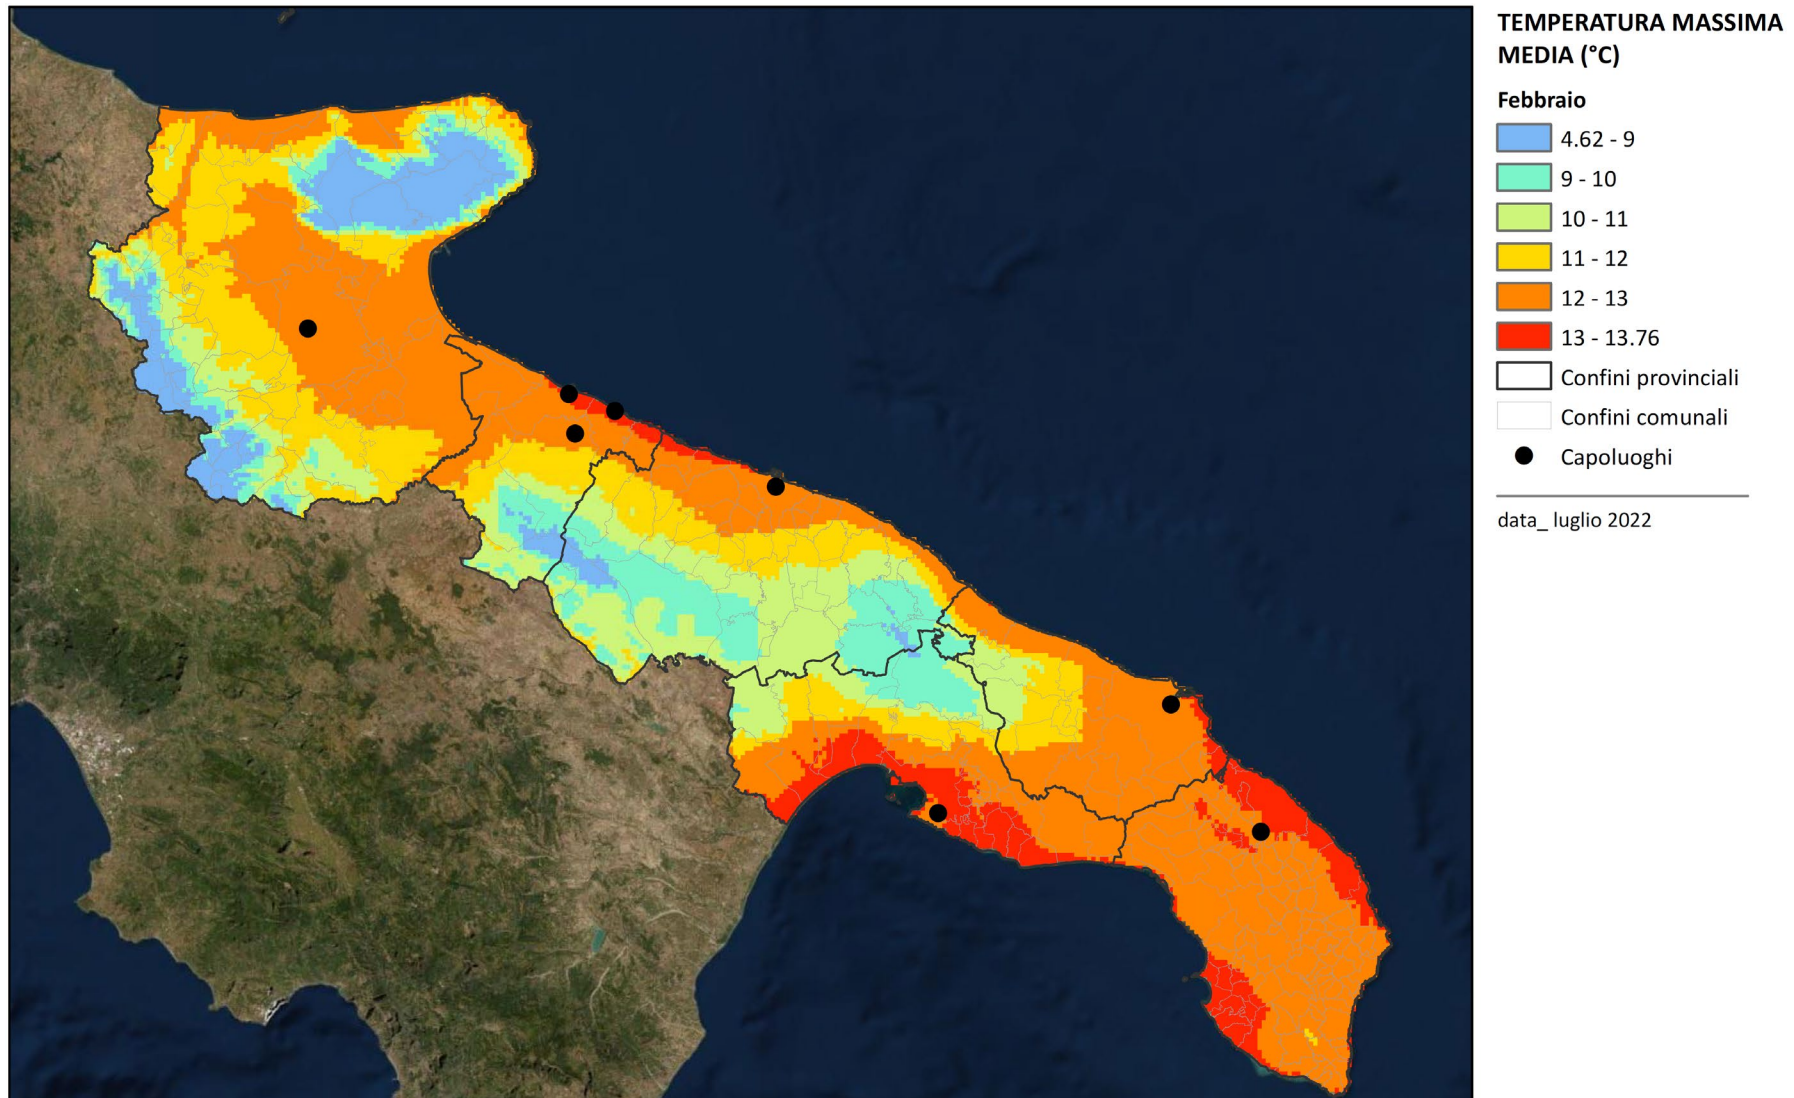 TEMPERATURA MASSIMA
MEDIA (°C)
Febbraio
4.62 - 9
9 - 10
10 - 11
11 - 12
12 - 13
13 - 13.76
Confini provinciali
Confini comunali
Capoluoghi
data_ luglio 2022